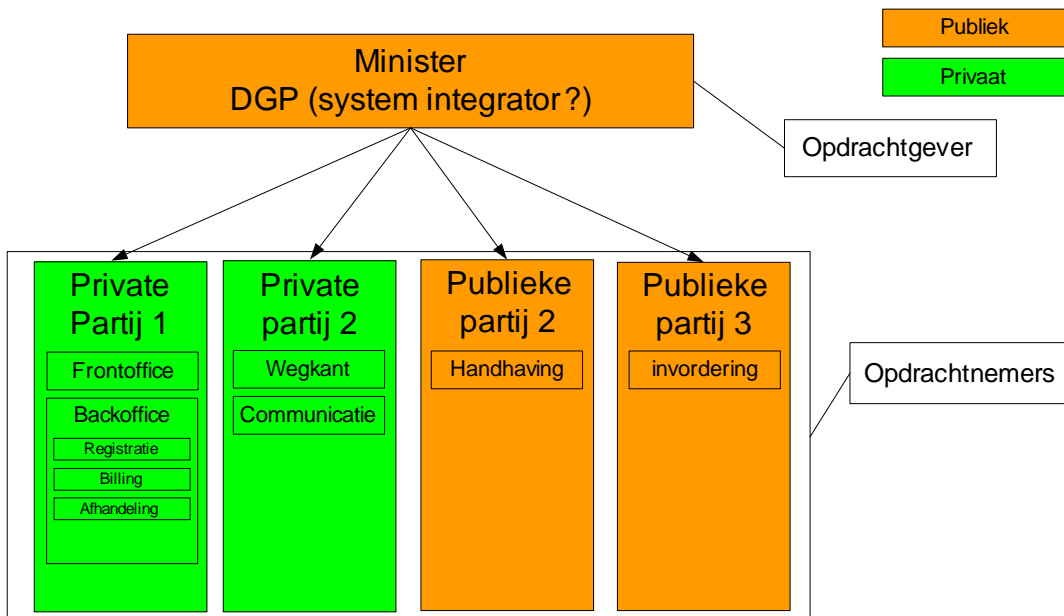 Publiek
Privaat
Minister
DGP (system integrator?)
Opdrachtgever
Private
Partij 1
Frontoffice
Backoffice
Registratie
Billing
Afhandeling
Private
partij 2
Wegkant
Communicatie
Publieke
partij 2
Handhaving
Publieke
partij 3
invordering
Opdrachtnemers